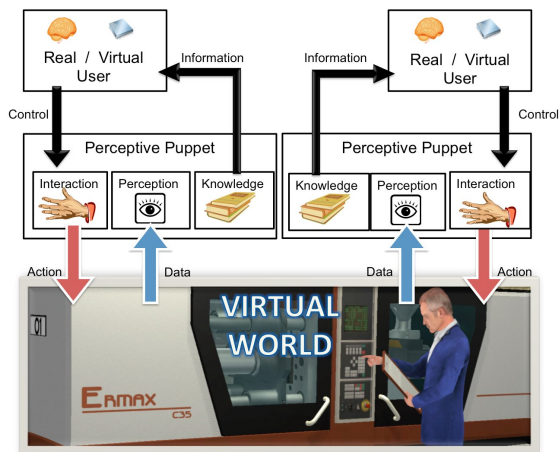 Real / Virtual
User
Information
Control
Perceptive Puppet
Interaction
Perception
Knowledge
Action
Data
Real / Virtual
User
Information
Control
Perceptive Puppet
Knowledge
Perception
Interaction
Data
Action
VIRTUAL
WORLD
01
ERMAX
C35